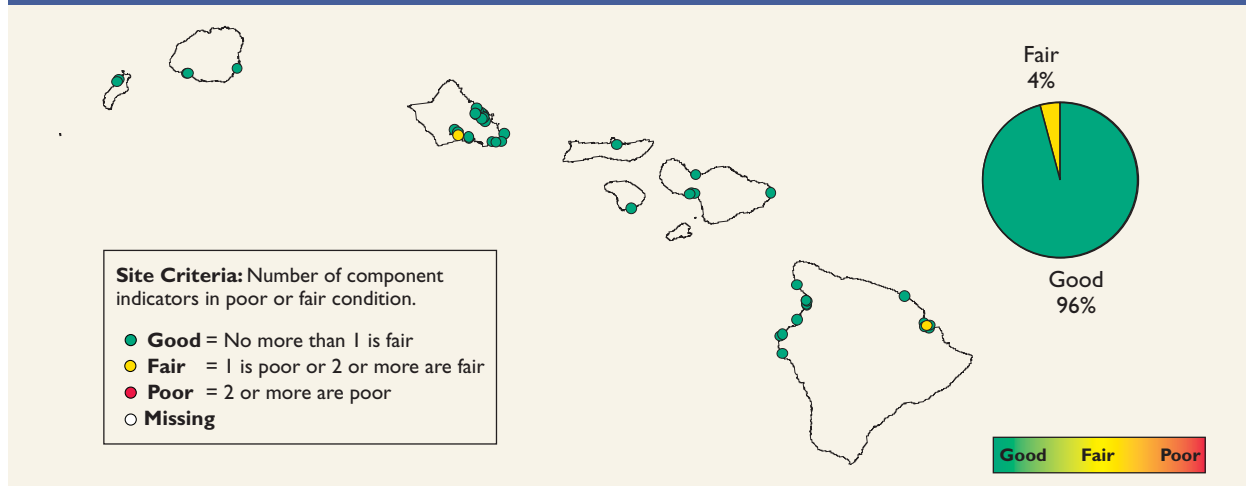 Fair
4%
Good
96%
Site Criteria: Number of component
indicators in poor or fair condition.
Good = No more than 1 is fair
Fair = 1 is poor or 2 or more are fair
Poor = 2 or more are poor
Missing
Good Fair Poor